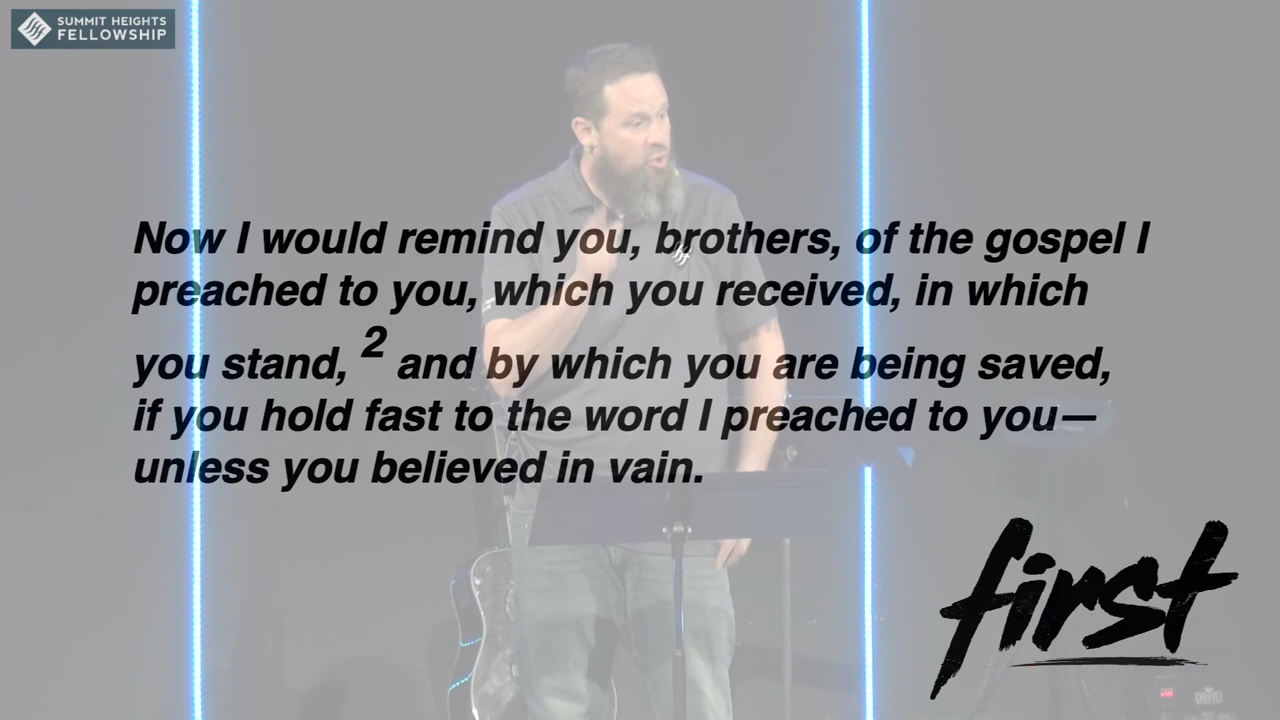 SUMMIT HEIGHTS
FELLOWSHIP
Now I would remind you, brothers, of the gospel I
preached to you, which you received, in which
you stand, 2 and by which you are being saved,
if you hold fast to the word I preached to you—
unless you believed in vain.
first
CHAUVET